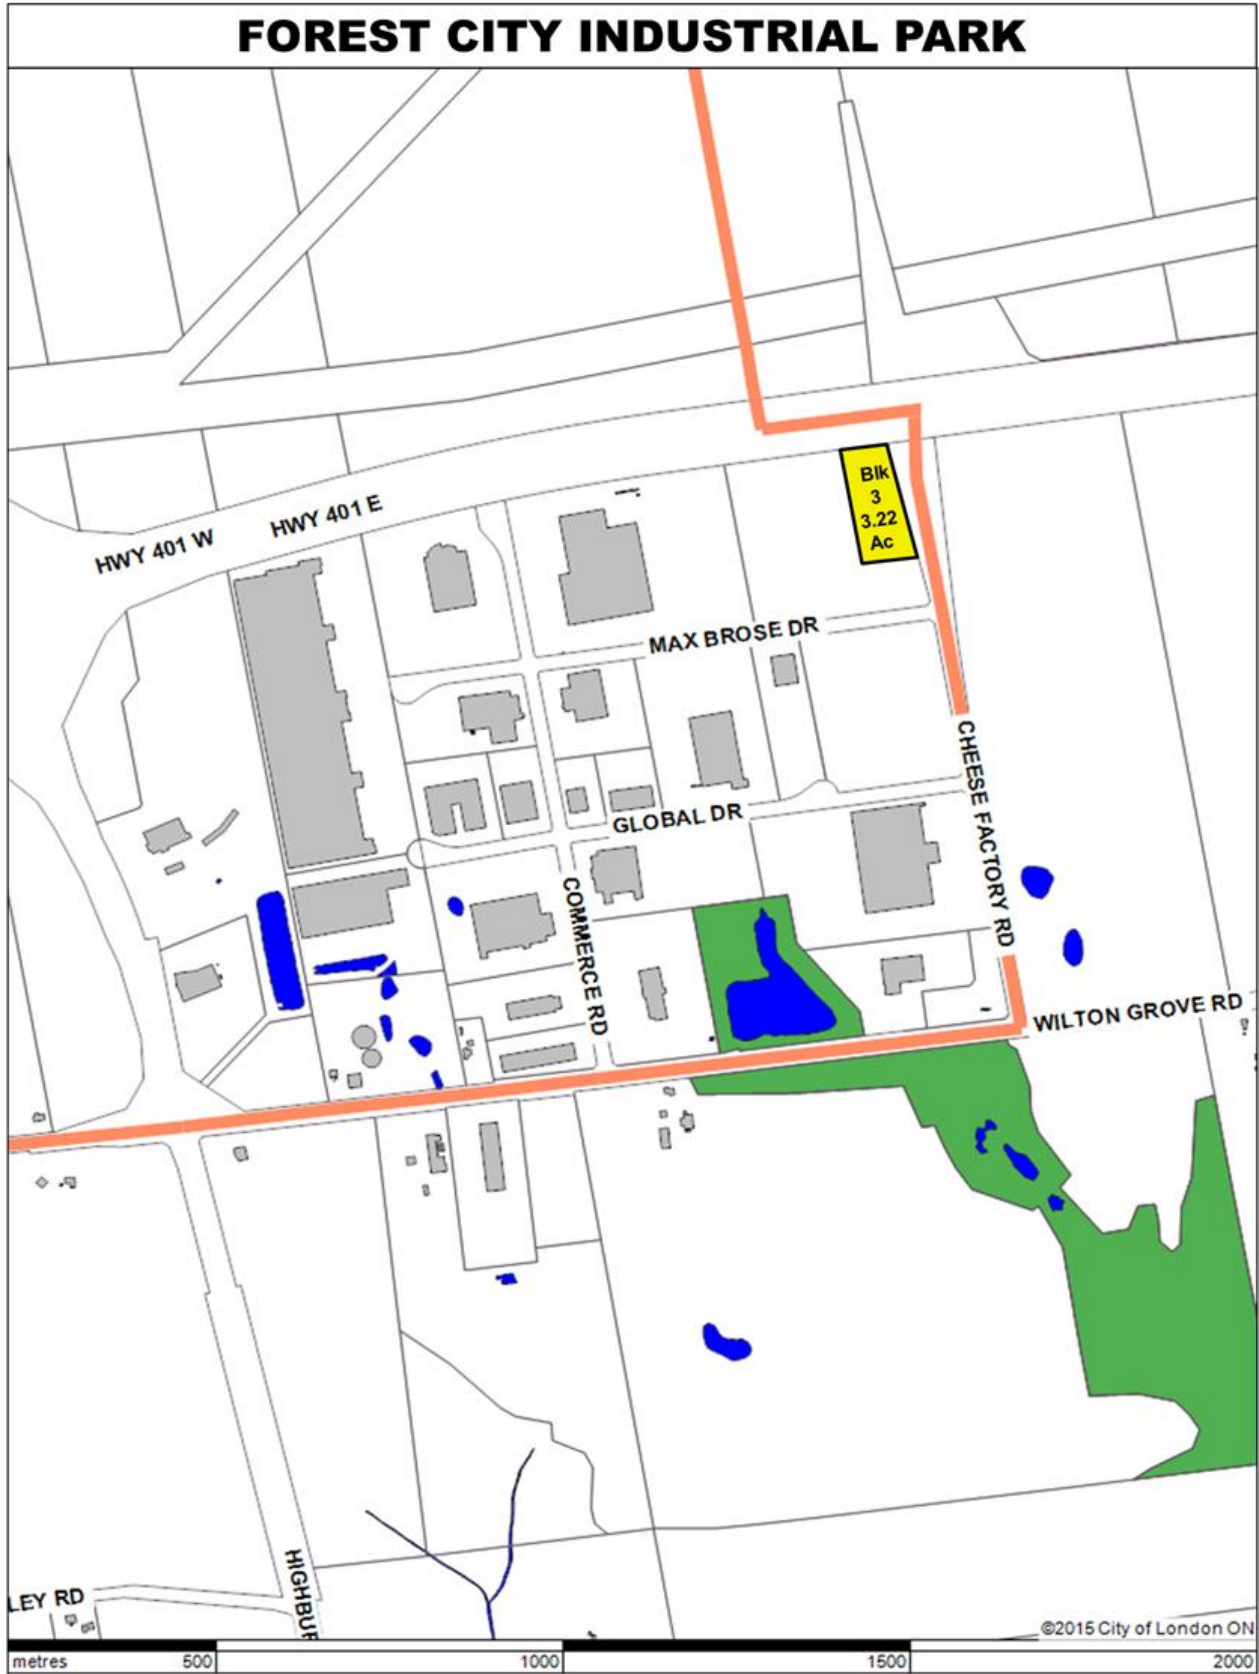 FOREST CITY INDUSTRIAL PARK
Blk
3
3.22
Ac
HWY 401 W
HWY 401 E
MAX BROSE DR
CHEESE FACTORY RD
GLOBAL DR
COMMERCE RD
WILTON GROVE RD
HIGHBUR
LEY RD
©2015 City of London ON
metres 500 1000 1500 2000